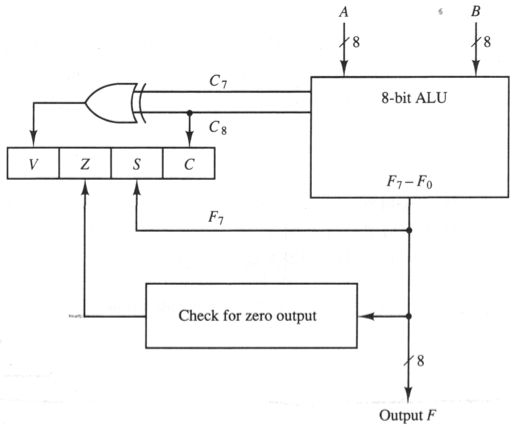 A B
8 8
C7
8-bit ALU
C8
V Z S C
F7 – F0
F7
Check for zero output
8
Output F